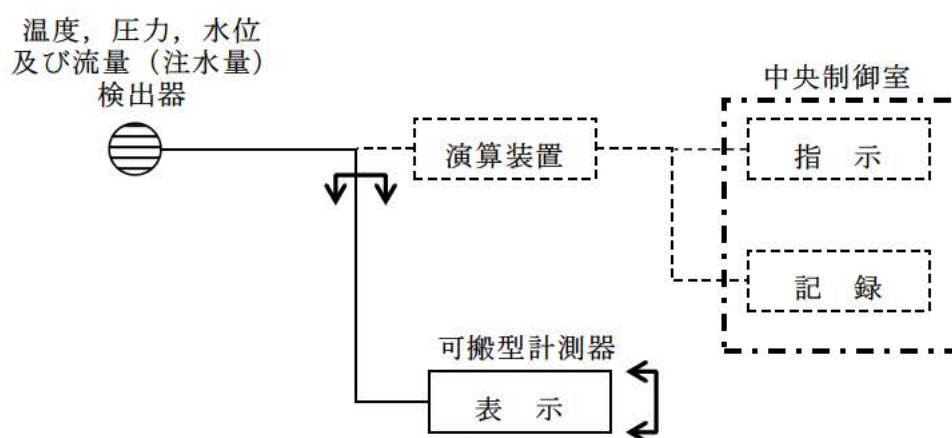 温度，圧力，水位
及び流量（注水量）
検出器
中央制御室
演算装置
指　示
記　録
可搬型計測器
表　示